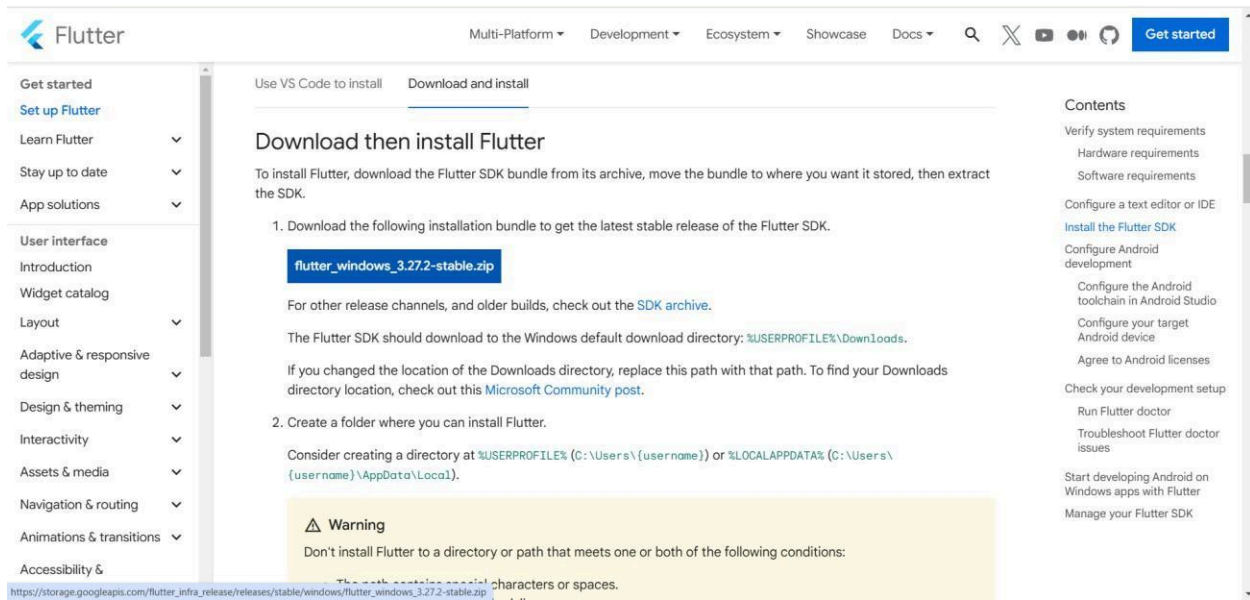 Flutter
Multi-Platform
Development
Ecosystem
Showcase
Docs
Get started
Get started
Set up Flutter
Learn Flutter
Stay up to date
App solutions
User interface
Introduction
Widget catalog
Layout
Adaptive & responsive
design
Design & theming
Interactivity
Assets & media
Navigation & routing
Animations & transitions
Accessibility &
Use VS Code to install
Download and install
Download then install Flutter
To install Flutter, download the Flutter SDK bundle from its archive, move the bundle to where you want it stored, then extract
the SDK.
1. Download the following installation bundle to get the latest stable release of the Flutter SDK.
flutter_windows_3.27.2-stable.zip
For other release channels, and older builds, check out the SDK archive.
The Flutter SDK should download to the Windows default download directory: %USERPROFILE%\Downloads.
If you changed the location of the Downloads directory, replace this path with that path. To find your Downloads
directory location, check out this Microsoft Community post.
2. Create a folder where you can install Flutter.
Consider creating a directory at %USERPROFILE% (C:\Users\{username}) or %LOCALAPPDATA% (C:\Users\
{username}\AppData\Local).
Warning
Don't install Flutter to a directory or path that meets one or both of the following conditions:
characters or spaces.
Contents
Verify system requirements
Hardware requirements
Software requirements
Configure a text editor or IDE
Install the Flutter SDK
Configure Android
development
Configure the Android
toolchain in Android Studio
Configure your target
Android device
Agree to Android licenses
Check your development setup
Run Flutter doctor
Troubleshoot Flutter doctor
issues
Start developing Android on
Windows apps with Flutter
Manage your Flutter SDK
https://storage.googleapis.com/flutter_infra_release/releases/stable/windows/flutter_windows_3.27.2-stable.zip